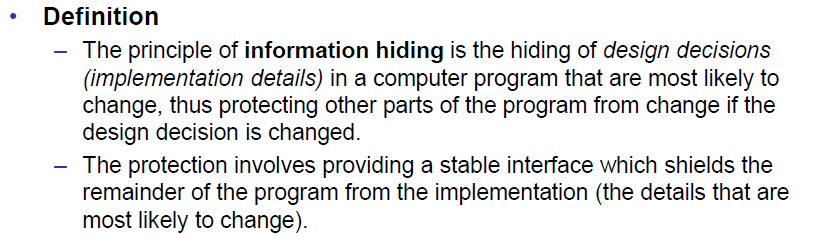 • Definition
– The principle of information hiding is the hiding of design decisions
(implementation details) in a computer program that are most likely to
change, thus protecting other parts of the program from change if the
design decision is changed.
– The protection involves providing a stable interface which shields the
remainder of the program from the implementation (the details that are
most likely to change).